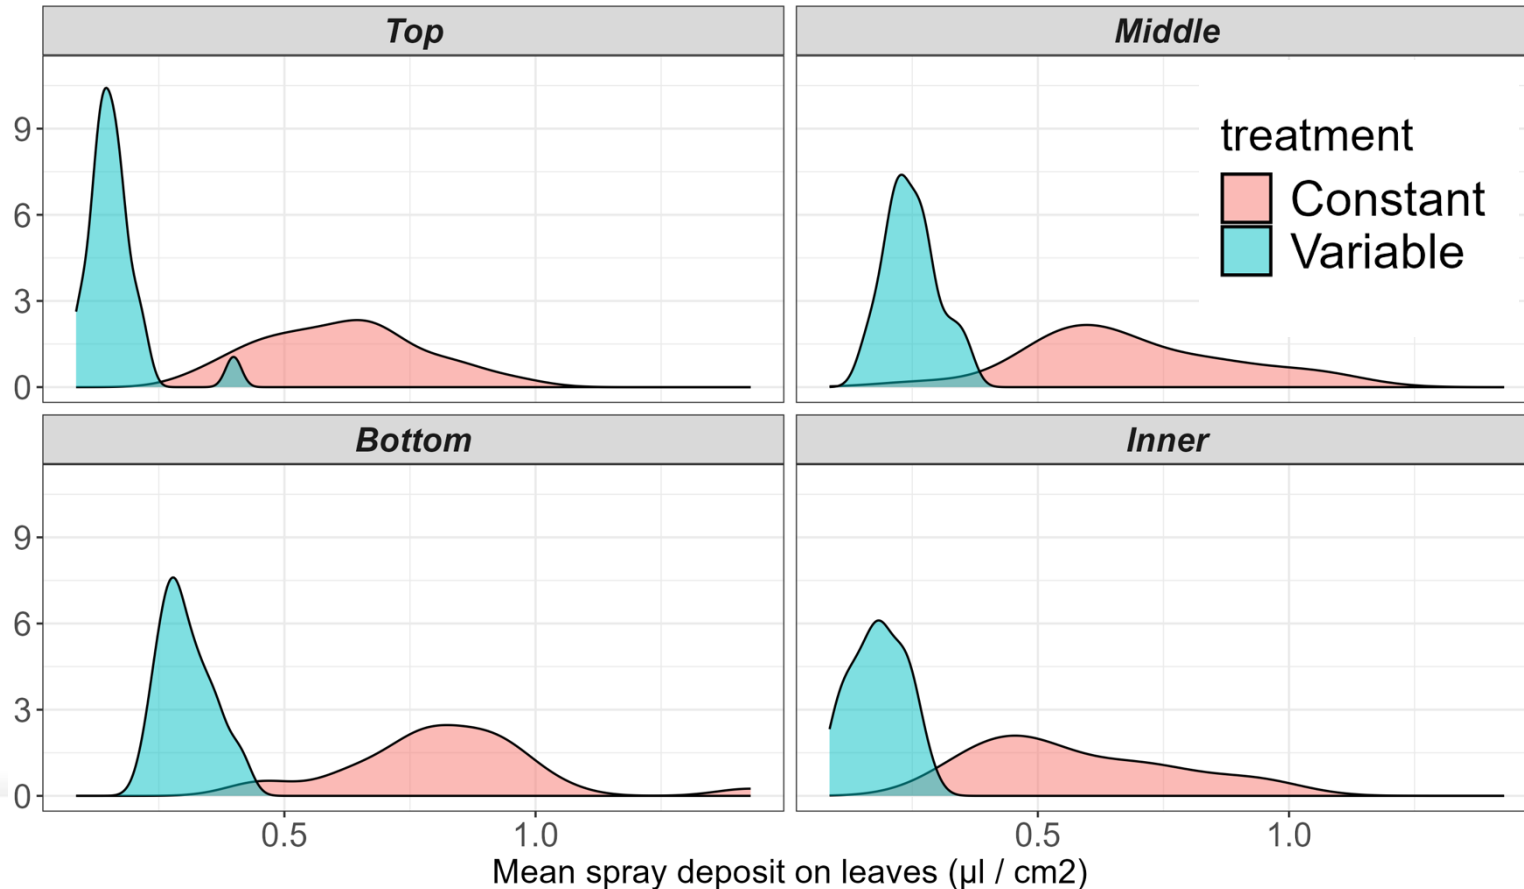 Top
Middle
9
6
3
0
treatment
Constant
Variable
Bottom
Inner
9
6
3
0
0.5
1.0
0.5
1.0
Mean spray deposit on leaves (µl / cm2)